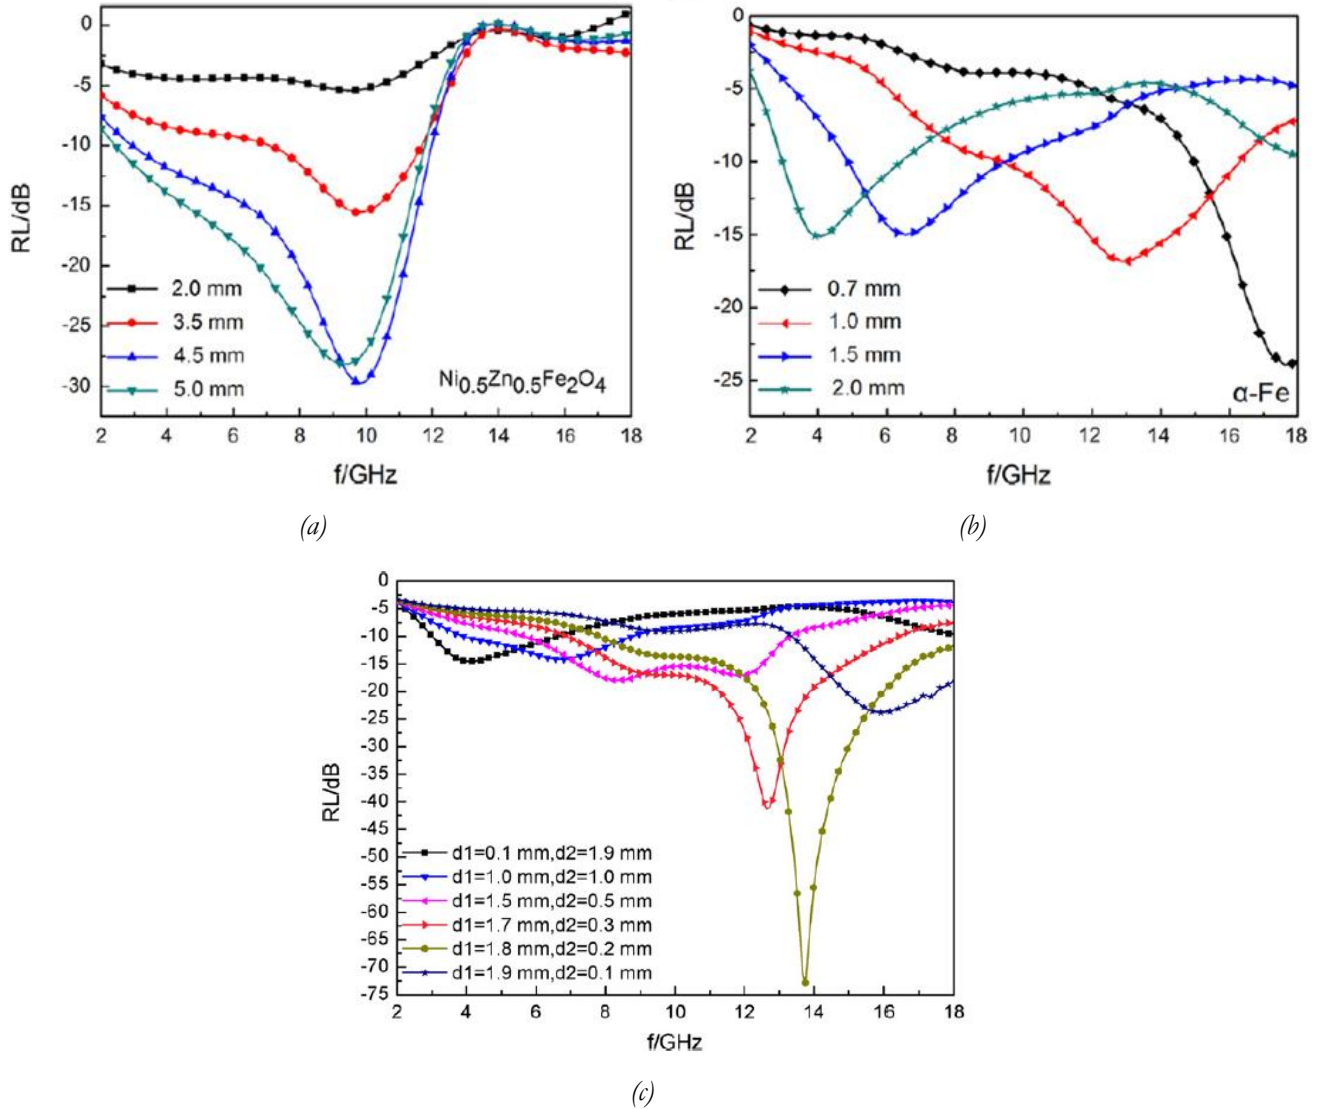 0
-5
-10
-15
-20
-25
-30
RL/dB
2.0 mm
3.5 mm
4.5 mm
5.0 mm
Ni0.5Zn0.5Fe2O4
2 4 6 8 10 12 14 16 18
f/GHz
(a)
0
-5
-10
-15
-20
-25
RL/dB
0.7 mm
1.0 mm
1.5 mm
2.0 mm
α-Fe
2 4 6 8 10 12 14 16 18
f/GHz
(b)
0
-5
-10
-15
-20
-25
-30
-35
-40
-45
-50
-55
-60
-65
-70
-75
RL/dB
d1=0.1 mm,d2=1.9 mm
d1=1.0 mm,d2=1.0 mm
d1=1.5 mm,d2=0.5 mm
d1=1.7 mm,d2=0.3 mm
d1=1.8 mm,d2=0.2 mm
d1=1.9 mm,d2=0.1 mm
2 4 6 8 10 12 14 16 18
f/GHz
(c)